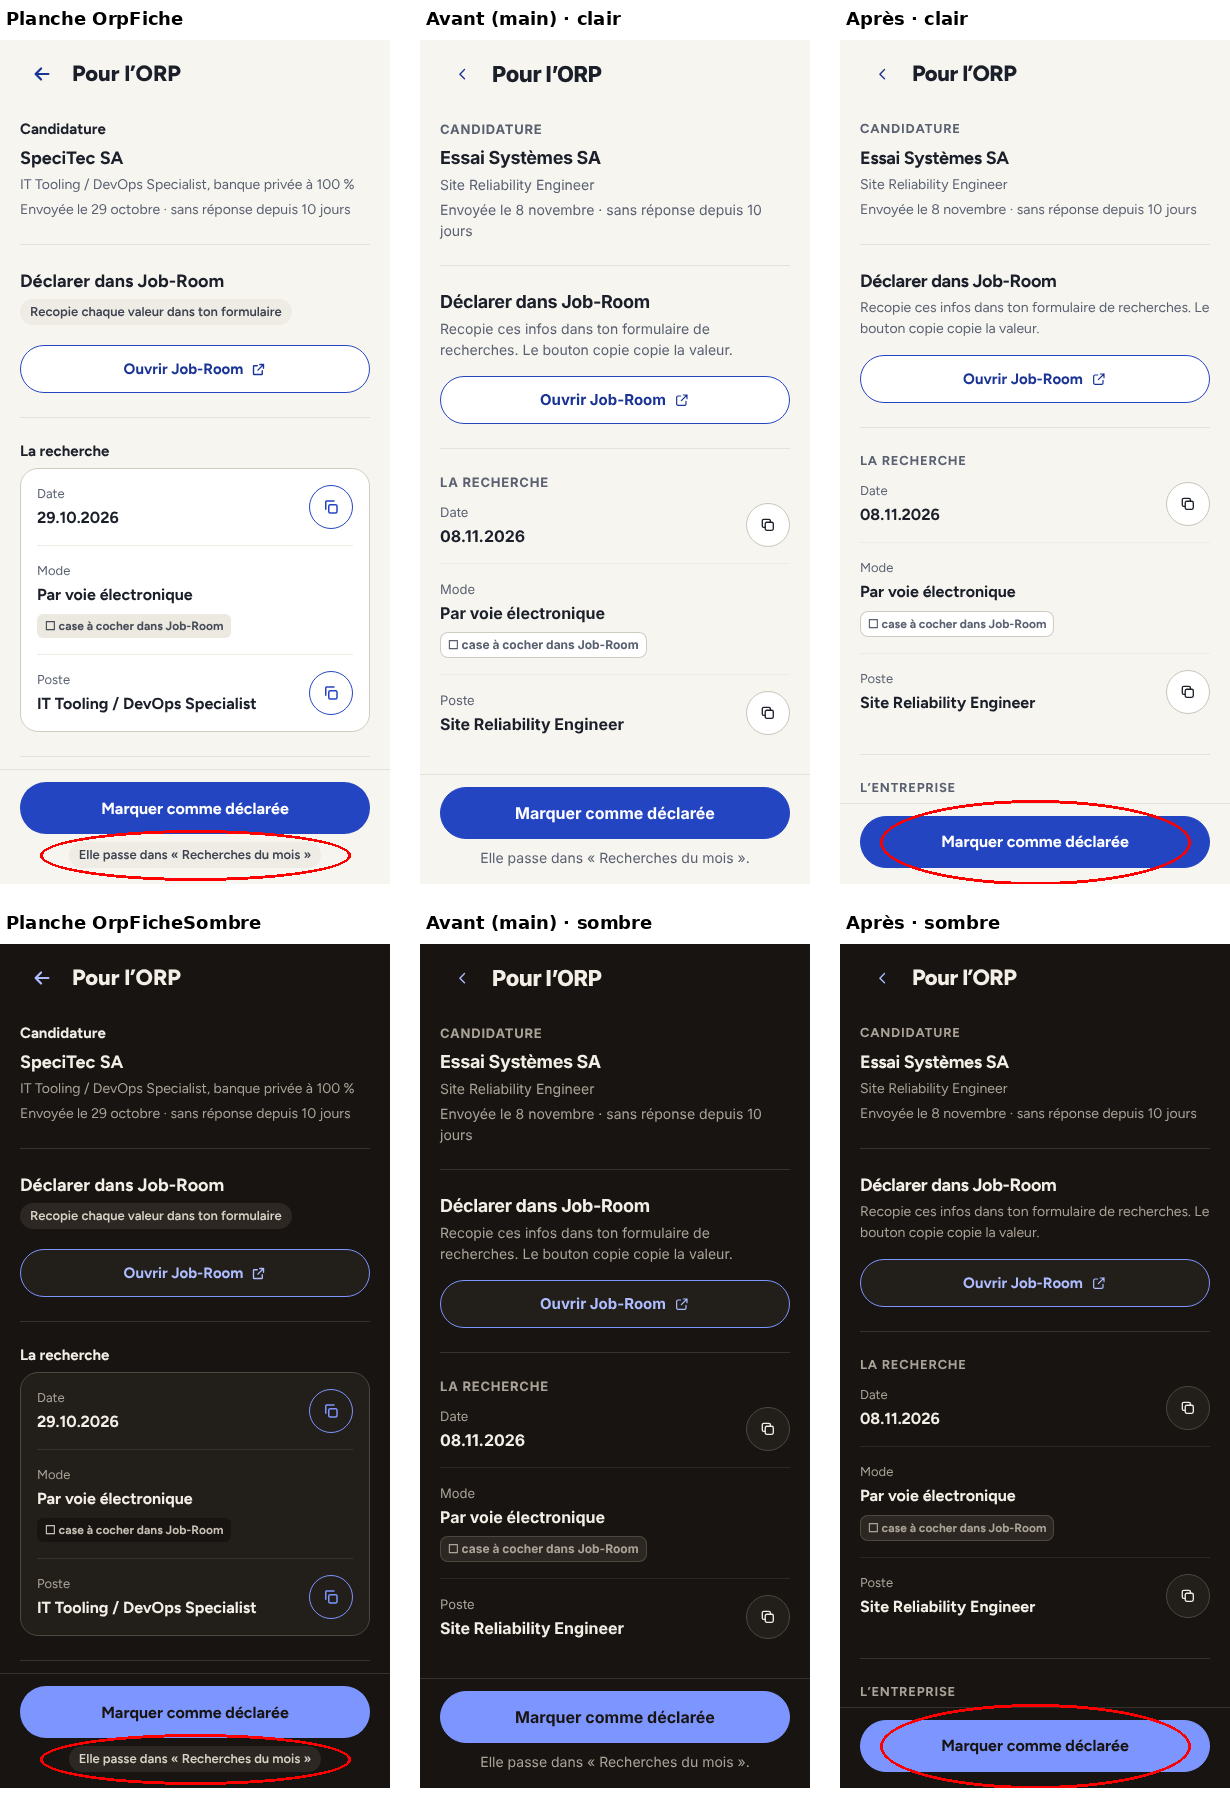 Planche OrpFiche
Pour l’ORP
Candidature
SpeciTec SA
IT Tooling / DevOps Specialist, banque privée à 100 %
Envoyée le 29 octobre · sans réponse depuis 10 jours
Déclarer dans Job-Room
Recopie chaque valeur dans ton formulaire
Ouvrir Job-Room
La recherche
Date
29.10.2026
Mode
Par voie électronique
☐ case à cocher dans Job-Room
Poste
IT Tooling / DevOps Specialist
Marquer comme déclarée
Elle passe dans « Recherches du mois »
Avant (main) · clair
Pour l’ORP
CANDIDATURE
Essai Systèmes SA
Site Reliability Engineer
Envoyée le 8 novembre · sans réponse depuis 10
jours
Déclarer dans Job-Room
Recopie ces infos dans ton formulaire de
recherches. Le bouton copie copie la valeur.
Ouvrir Job-Room
LA RECHERCHE
Date
08.11.2026
Mode
Par voie électronique
☐ case à cocher dans Job-Room
Poste
Site Reliability Engineer
Marquer comme déclarée
Elle passe dans « Recherches du mois ».
Après · clair
Pour l’ORP
CANDIDATURE
Essai Systèmes SA
Site Reliability Engineer
Envoyée le 8 novembre · sans réponse depuis 10 jours
Déclarer dans Job-Room
Recopie ces infos dans ton formulaire de recherches. Le
bouton copie copie la valeur.
Ouvrir Job-Room
LA RECHERCHE
Date
08.11.2026
Mode
Par voie électronique
☐ case à cocher dans Job-Room
Poste
Site Reliability Engineer
L’ENTREPRISE
Marquer comme déclarée
Planche OrpFicheSombre
Pour l’ORP
Candidature
SpeciTec SA
IT Tooling / DevOps Specialist, banque privée à 100 %
Envoyée le 29 octobre · sans réponse depuis 10 jours
Déclarer dans Job-Room
Recopie chaque valeur dans ton formulaire
Ouvrir Job-Room
La recherche
Date
29.10.2026
Mode
Par voie électronique
☐ case à cocher dans Job-Room
Poste
IT Tooling / DevOps Specialist
Marquer comme déclarée
Elle passe dans « Recherches du mois »
Avant (main) · sombre
Pour l’ORP
CANDIDATURE
Essai Systèmes SA
Site Reliability Engineer
Envoyée le 8 novembre · sans réponse depuis 10
jours
Déclarer dans Job-Room
Recopie ces infos dans ton formulaire de
recherches. Le bouton copie copie la valeur.
Ouvrir Job-Room
LA RECHERCHE
Date
08.11.2026
Mode
Par voie électronique
☐ case à cocher dans Job-Room
Poste
Site Reliability Engineer
Marquer comme déclarée
Elle passe dans « Recherches du mois ».
Après · sombre
Pour l’ORP
CANDIDATURE
Essai Systèmes SA
Site Reliability Engineer
Envoyée le 8 novembre · sans réponse depuis 10 jours
Déclarer dans Job-Room
Recopie ces infos dans ton formulaire de recherches. Le
bouton copie copie la valeur.
Ouvrir Job-Room
LA RECHERCHE
Date
08.11.2026
Mode
Par voie électronique
☐ case à cocher dans Job-Room
Poste
Site Reliability Engineer
L’ENTREPRISE
Marquer comme déclarée